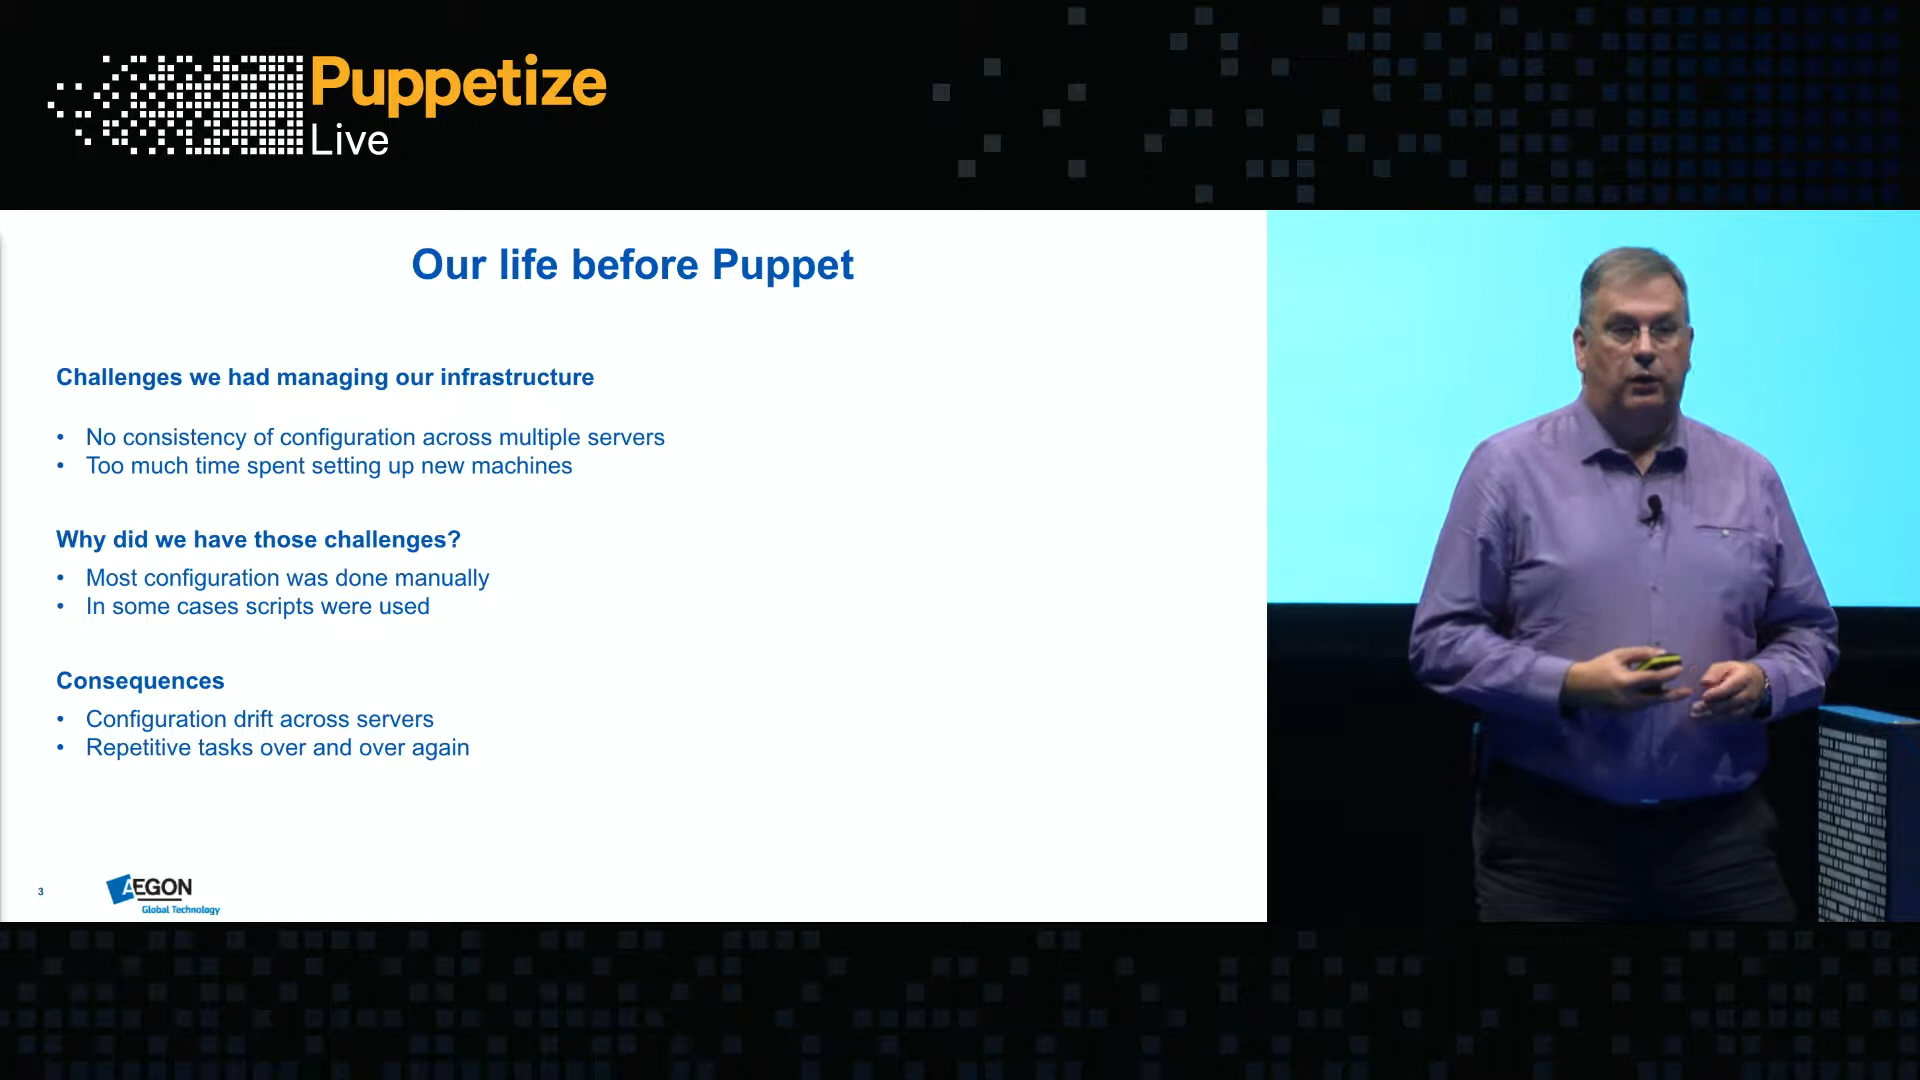 Puppetize
Live
Our life before Puppet
Challenges we had managing our infrastructure
• No consistency of configuration across multiple servers
• Too much time spent setting up new machines
Why did we have those challenges?
• Most configuration was done manually
• In some cases scripts were used
Consequences
• Configuration drift across servers
• Repetitive tasks over and over again
3
AEGON
Global Technology